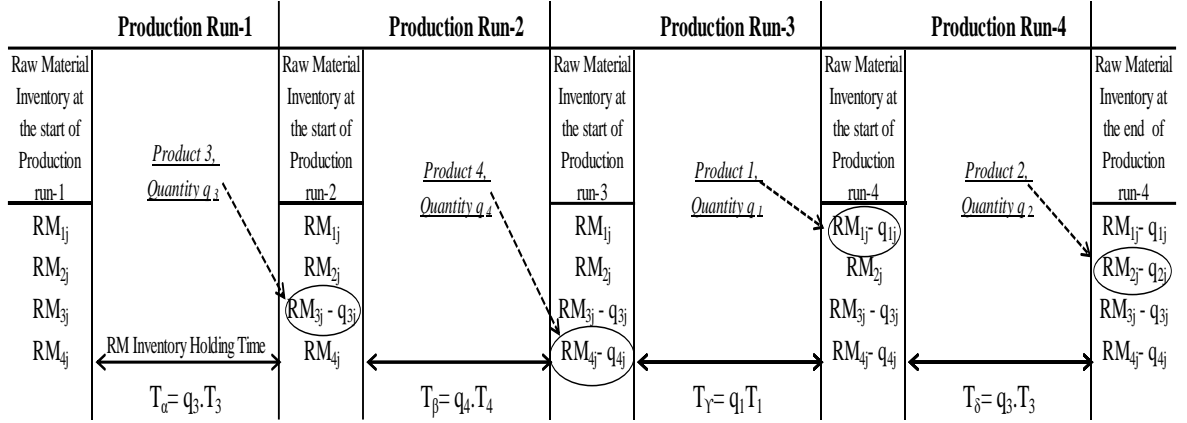 Production Run-1 Production Run-2 Production Run-3 Production Run-4
Raw Material
Inventory at
the start of
Production
run-1
RM1j
RM2j
RM3j
RM4j
Product 3,
Quantity q3
RM Inventory Holding Time
Tα= q3.T3
Raw Material
Inventory at
the start of
Production
run-2
RM1j
RM2j
RM3j - q3j
RM4j
Product 4,
Quantity q4
Tβ= q4.T4
Raw Material
Inventory at
the start of
Production
run-3
RM1j
RM2j
RM3j - q3j
RM4j- q4j
Product 1,
Quantity q1
Tϒ= q1T1
Raw Material
Inventory at
the start of
Production
run-4
RM1j- q1j
RM2j
RM3j - q3j
RM4j- q4j
Product 2,
Quantity q2
Tδ= q3.T3
Raw Material
Inventory at
the end of
Production
run-4
RM1j- q1j
RM2j- q2j
RM3j - q3j
RM4j- q4j